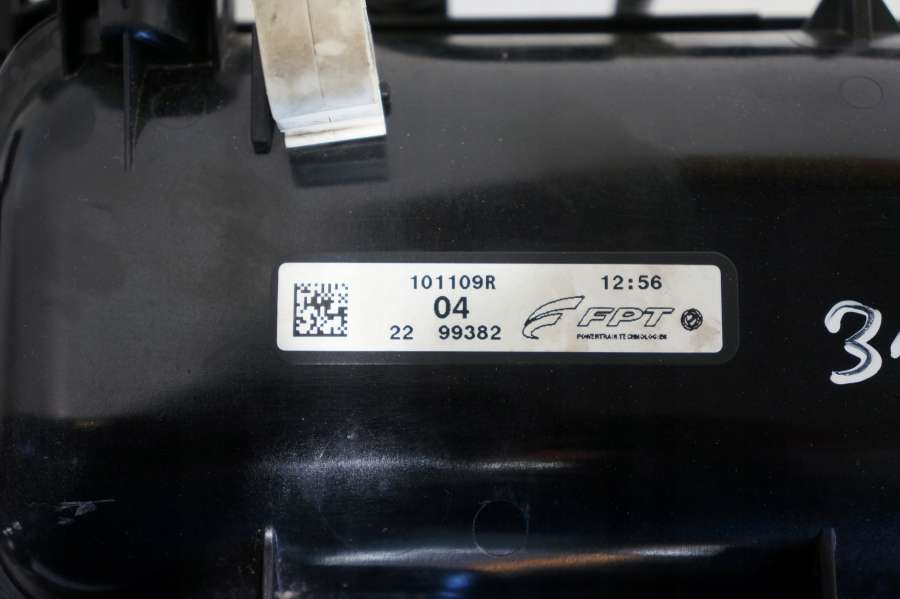 101109R 12:56
04
22 99382
FPT
POWERTRAIN TECHNOLOGIES